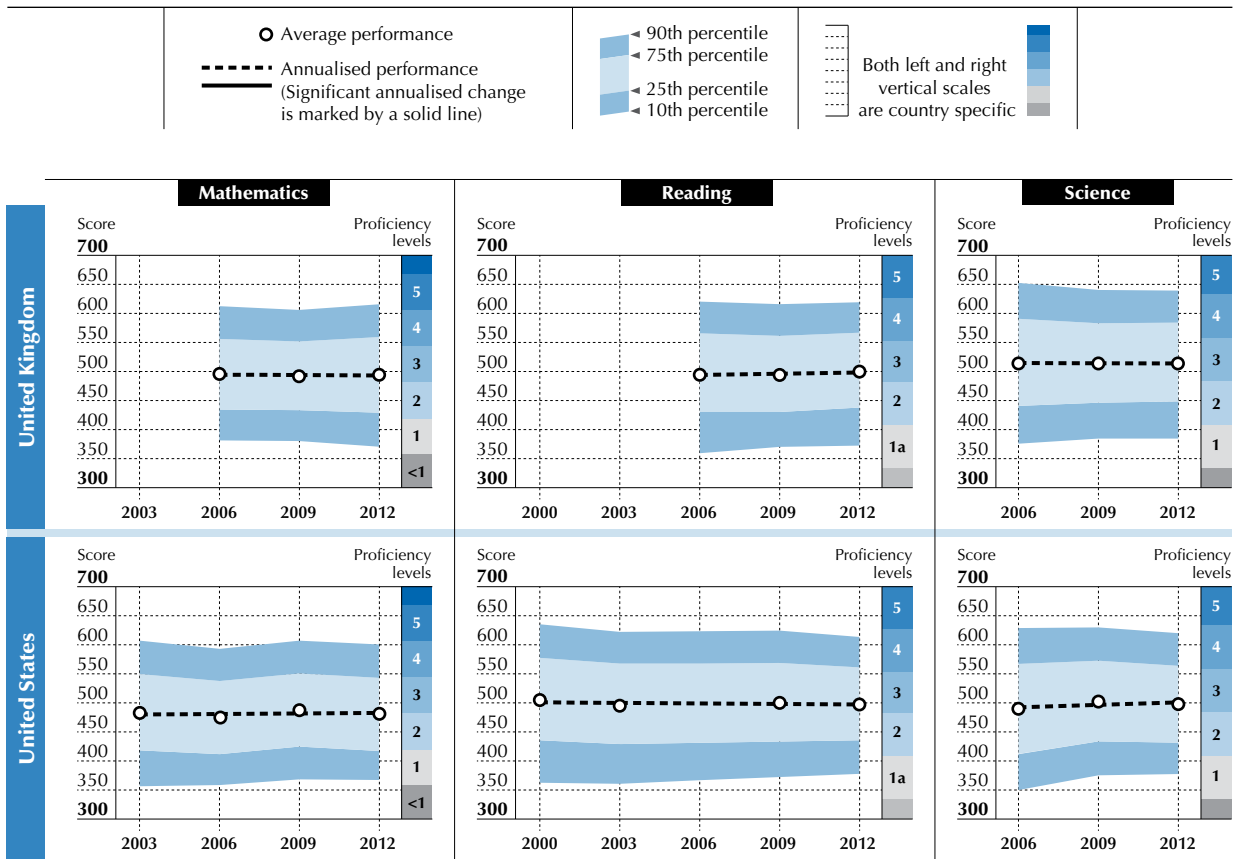 Average performance
Annualised performance
(Significant annualised change
is marked by a solid line)
90th percentile
75th percentile
25th percentile
10th percentile
Both left and right
vertical scales
are country specific
Mathematics
Reading
Science
United Kingdom
Score
Proficiency
levels
700
650
600
550
500
450
400
350
300
5
4
3
2
1
<1
2003 2006 2009 2012
Proficiency
levels
Score
700
650
600
550
500
450
400
350
300
5
4
3
2
1a
2000 2003 2006 2009 2012
Score
Proficiency
levels
700
650
600
550
500
450
400
350
300
5
4
3
2
1
2006 2009 2012
United States
Score
Proficiency
levels
700
650
600
550
500
450
400
350
300
5
4
3
2
1
<1
2003 2006 2009 2012
Score
Proficiency
levels
700
650
600
550
500
450
400
350
300
5
4
3
2
1a
2000 2003 2006 2009 2012
Score
Proficiency
levels
700
650
600
550
500
450
400
350
300
5
4
3
2
1
2006 2009 2012